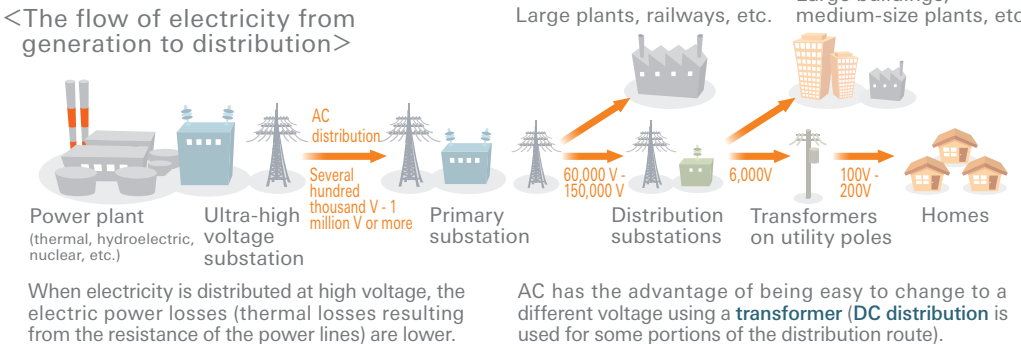 <The flow of electricity from
generation to distribution>
Large plants, railways, etc.
Large buildings,
medium-size plants, etc
AC
distribution
Several
hundred
thousand V - 1
million V or more
60,000 V -
150,000 V
6,000V
100V -
200V
Power plant
(thermal, hydroelectric,
nuclear, etc.)
Ultra-high
voltage
substation
Primary
substation
Distribution
substations
Transformers
on utility poles
Homes
When electricity is distributed at high voltage, the
electric power losses (thermal losses resulting
from the resistance of the power lines) are lower.
AC has the advantage of being easy to change to a
different voltage using a transformer (DC distribution is
used for some portions of the distribution route).